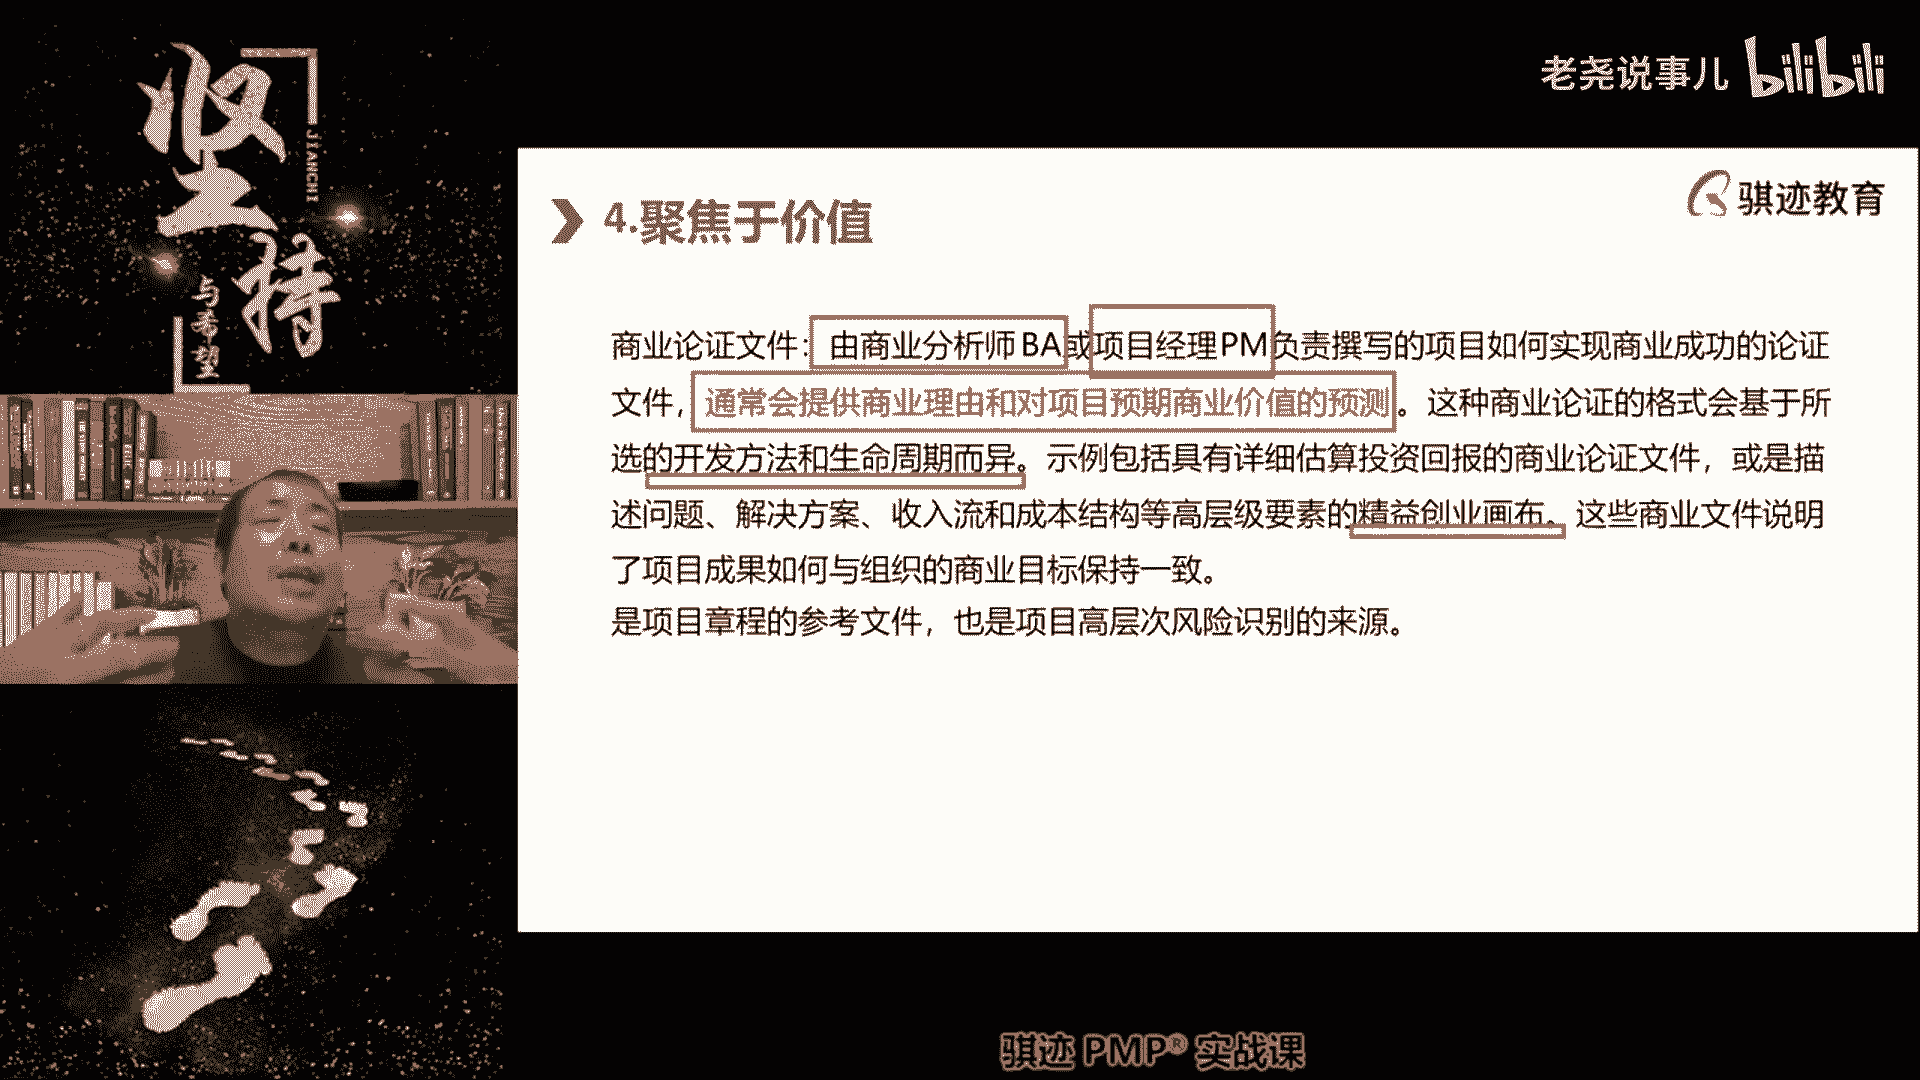 坚持
JIANCHI
与希望
老尧说事儿 bilibili
骐迹教育
4.聚焦于价值
商业论证文件：由商业分析师BA或项目经理PM负责撰写的项目如何实现商业成功的论证
文件，通常会提供商业理由和对项目预期商业价值的预测。这种商业论证的格式会基于所
选的开发方法和生命周期而异。示例包括具有详细估算投资回报的商业论证文件，或是描
述问题、解决方案、收入流和成本结构等高层级要素的精益创业画布。这些商业文件说明
了项目成果如何与组织的商业目标保持一致。
是项目章程的参考文件，也是项目高层次风险识别的来源。
骐迹 PMP® 实战课